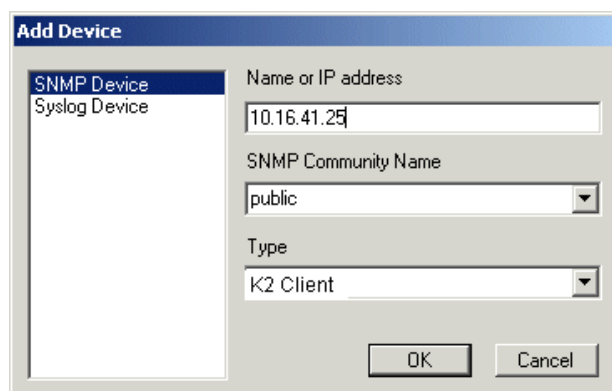 Add Device
SNMP Device
Syslog Device
Name or IP address
10.16.41.25
SNMP Community Name
public
Type
K2 Client
OK
Cancel